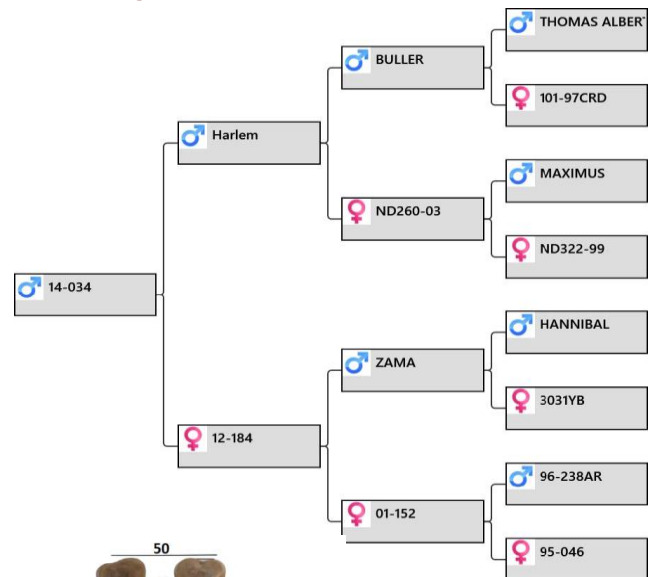 THOMAS ALBER
BULLER
101-97CRD
Harlem
MAXIMUS
ND260-03
ND322-99
14-034
HANNIBAL
ZAMA
3031YB
12-184
96-238AR
01-152
95-046
50